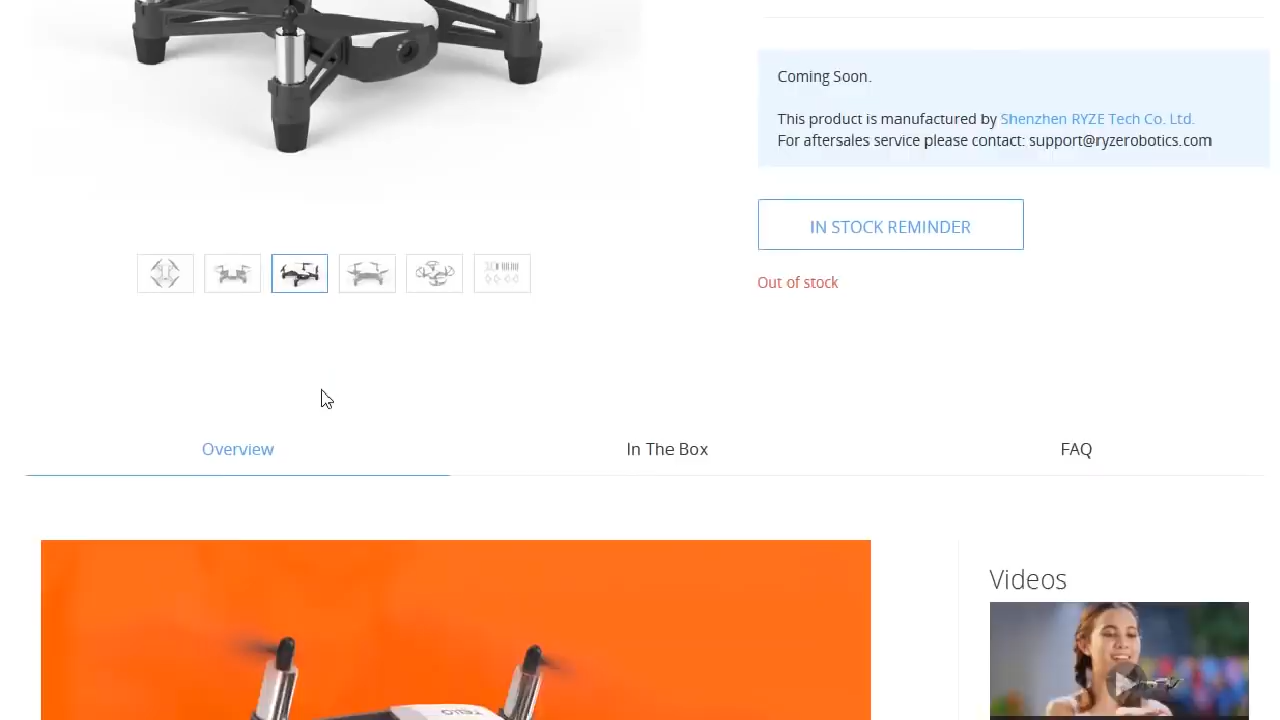 Coming Soon.
This product is manufactured by Shenzhen RYZE Tech Co. Ltd.
For aftersales service please contact: support@ryzerobotics.com
IN STOCK REMINDER
Out of stock
Overview
In The Box
FAQ
Videos
TELLO